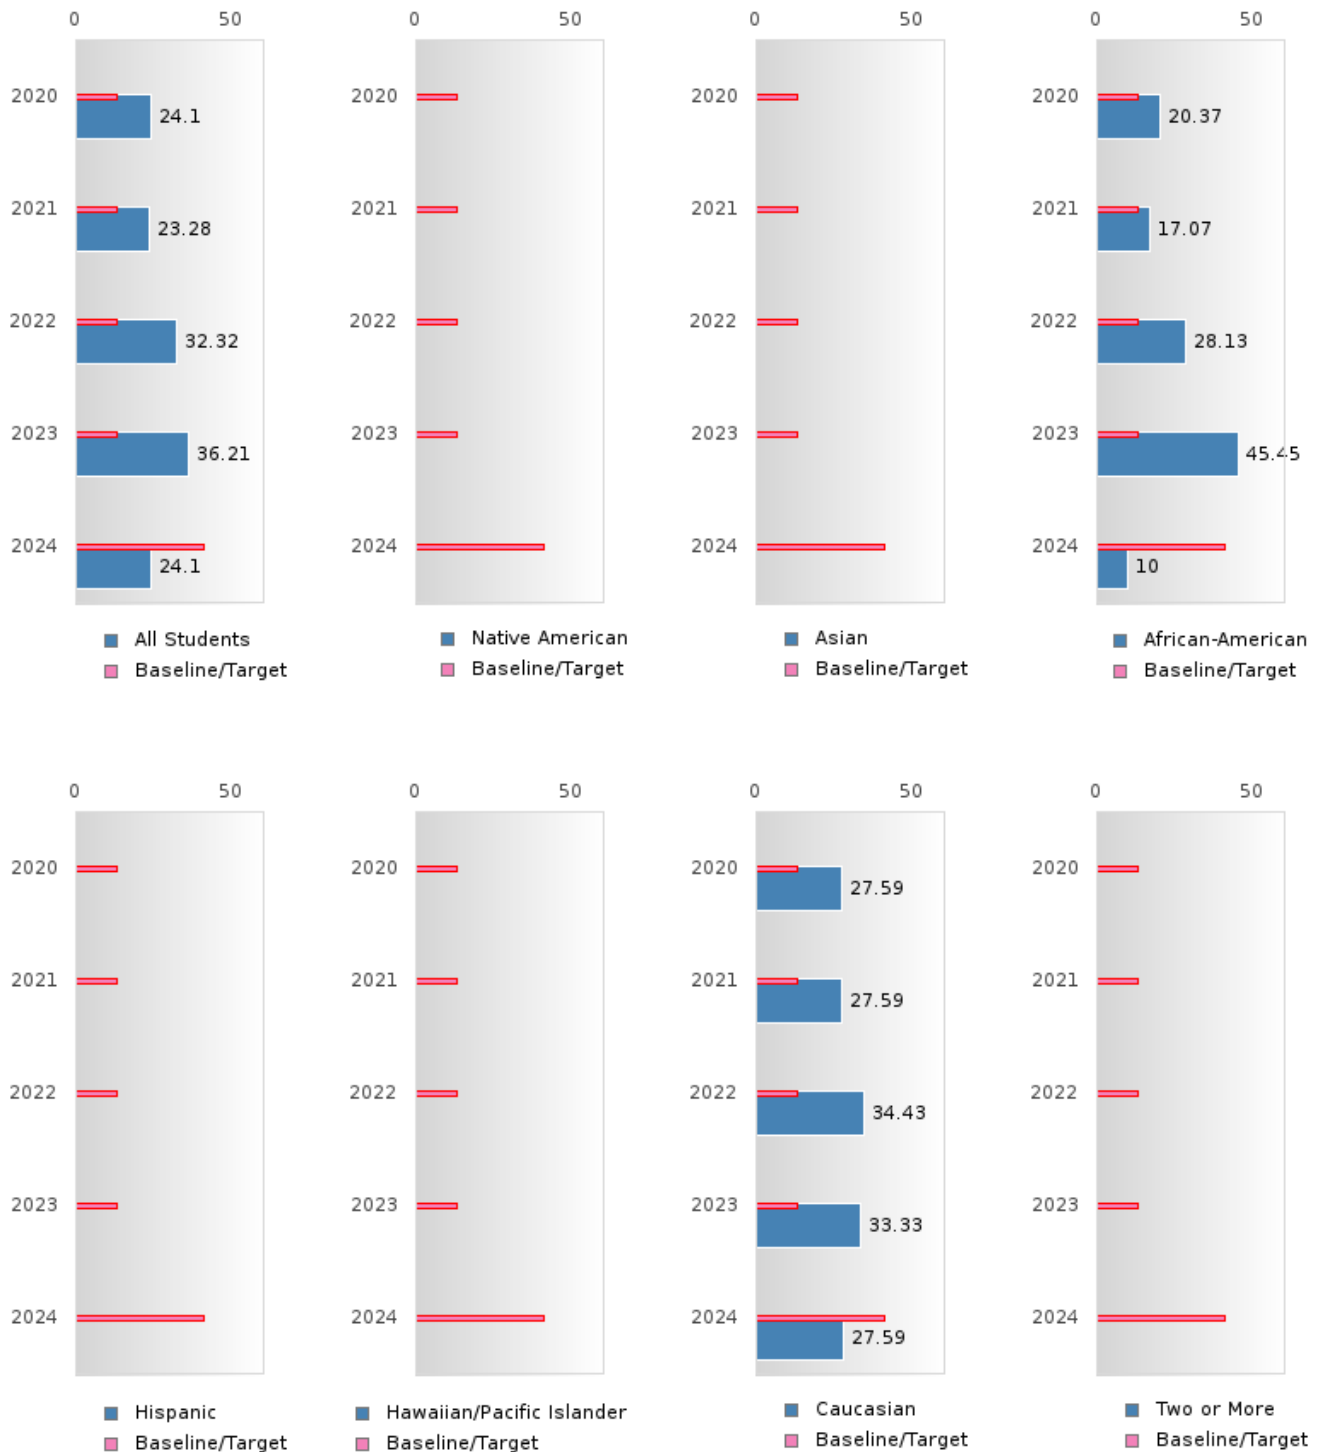 0 50 0 50 0 50 0 50
2020 24.1 2020 2020 2020 20.37
2021 23.28 2021 2021 2021 17.07
2022 32.32 2022 2022 2022 28.13
2023 36.21 2023 2023 2023 45.45
2024 24.1 2024 2024 2024 10
All Students Native American Asian African-American
Baseline/Target Baseline/Target Baseline/Target Baseline/Target
0 50 0 50 0 50 0 50
2020 2020 2020 27.59 2020
2021 2021 2021 27.59 2021
2022 2022 2022 34.43 2022
2023 2023 2023 33.33 2023
2024 2024 2024 27.59 2024
Hispanic Hawaiian/Pacific Islander Caucasian Two or More
Baseline/Target Baseline/Target Baseline/Target Baseline/Target